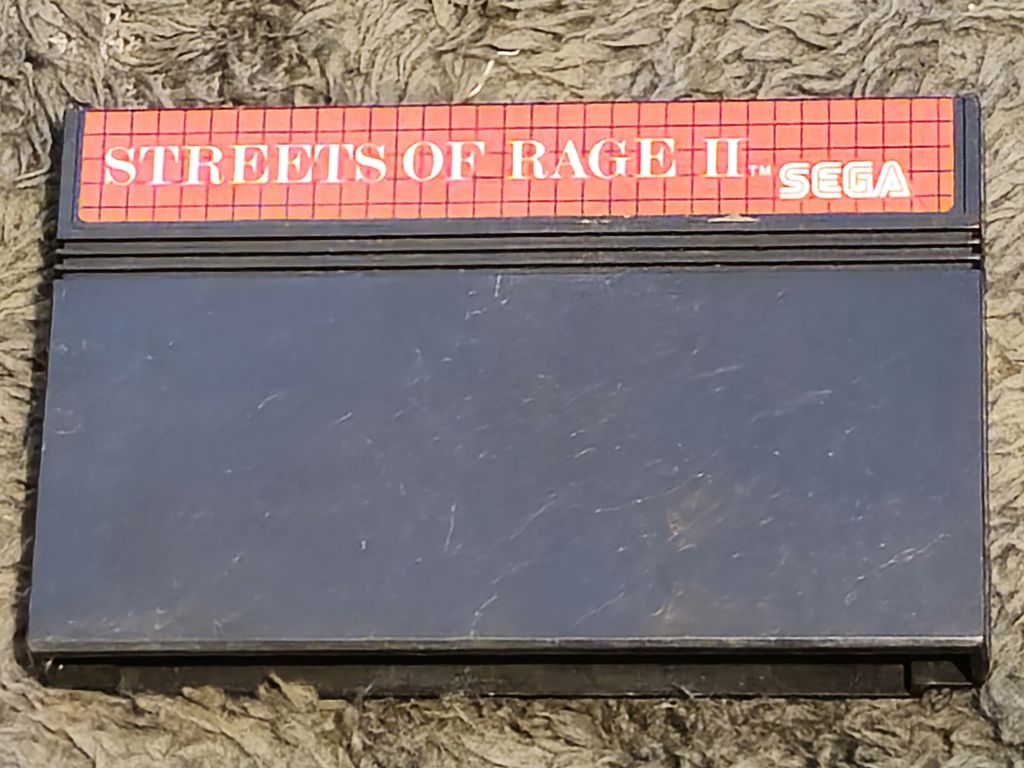 STREETS OF RAGE II™ SEGA